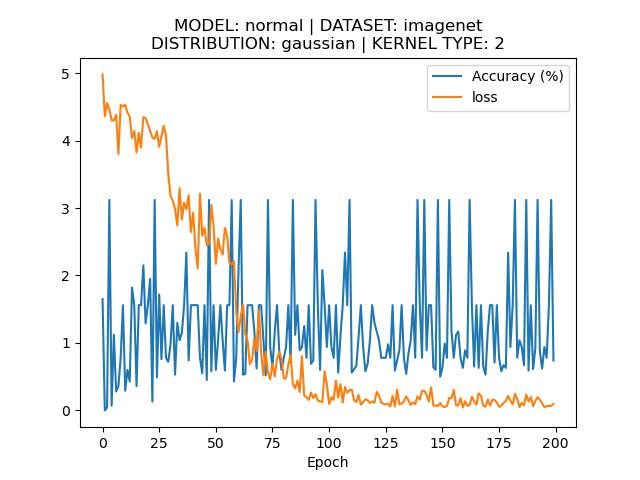 MODEL: normal | DATASET: imagenet
DISTRIBUTION: gaussian | KERNEL TYPE: 2
Accuracy (%)
loss
5
4
3
2
1
0
0 25 50 75 100 125 150 175 200
Epoch